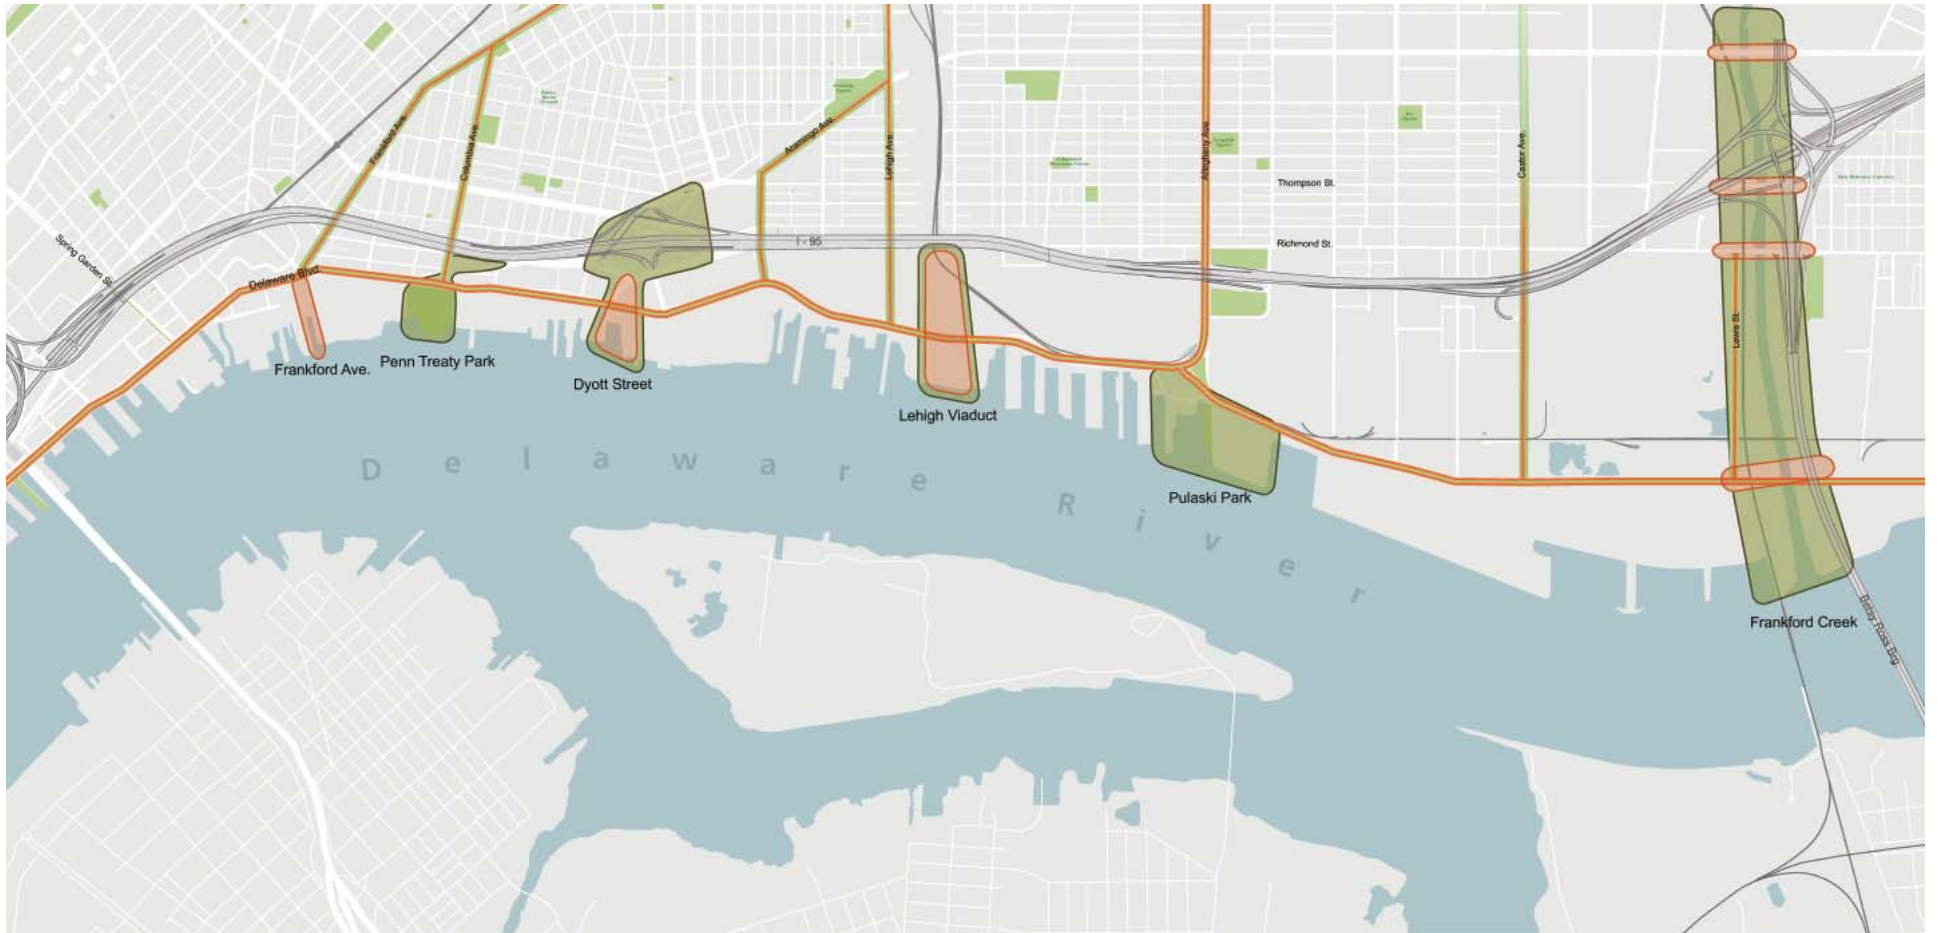 Frankford Ave.
Columbia Ave.
Aramingo Ave.
Lehigh Ave.
Allegheny Ave.
Castor Ave.
Thompson St.
Richmond St.
Spring Garden St.
I - 95
Delaware Blvd.
Lewis St.
Frankford Ave.
Penn Treaty Park
Dyott Street
Lehigh Viaduct
Pulaski Park
Frankford Creek
Betsy Ross Brg.
Delaware River